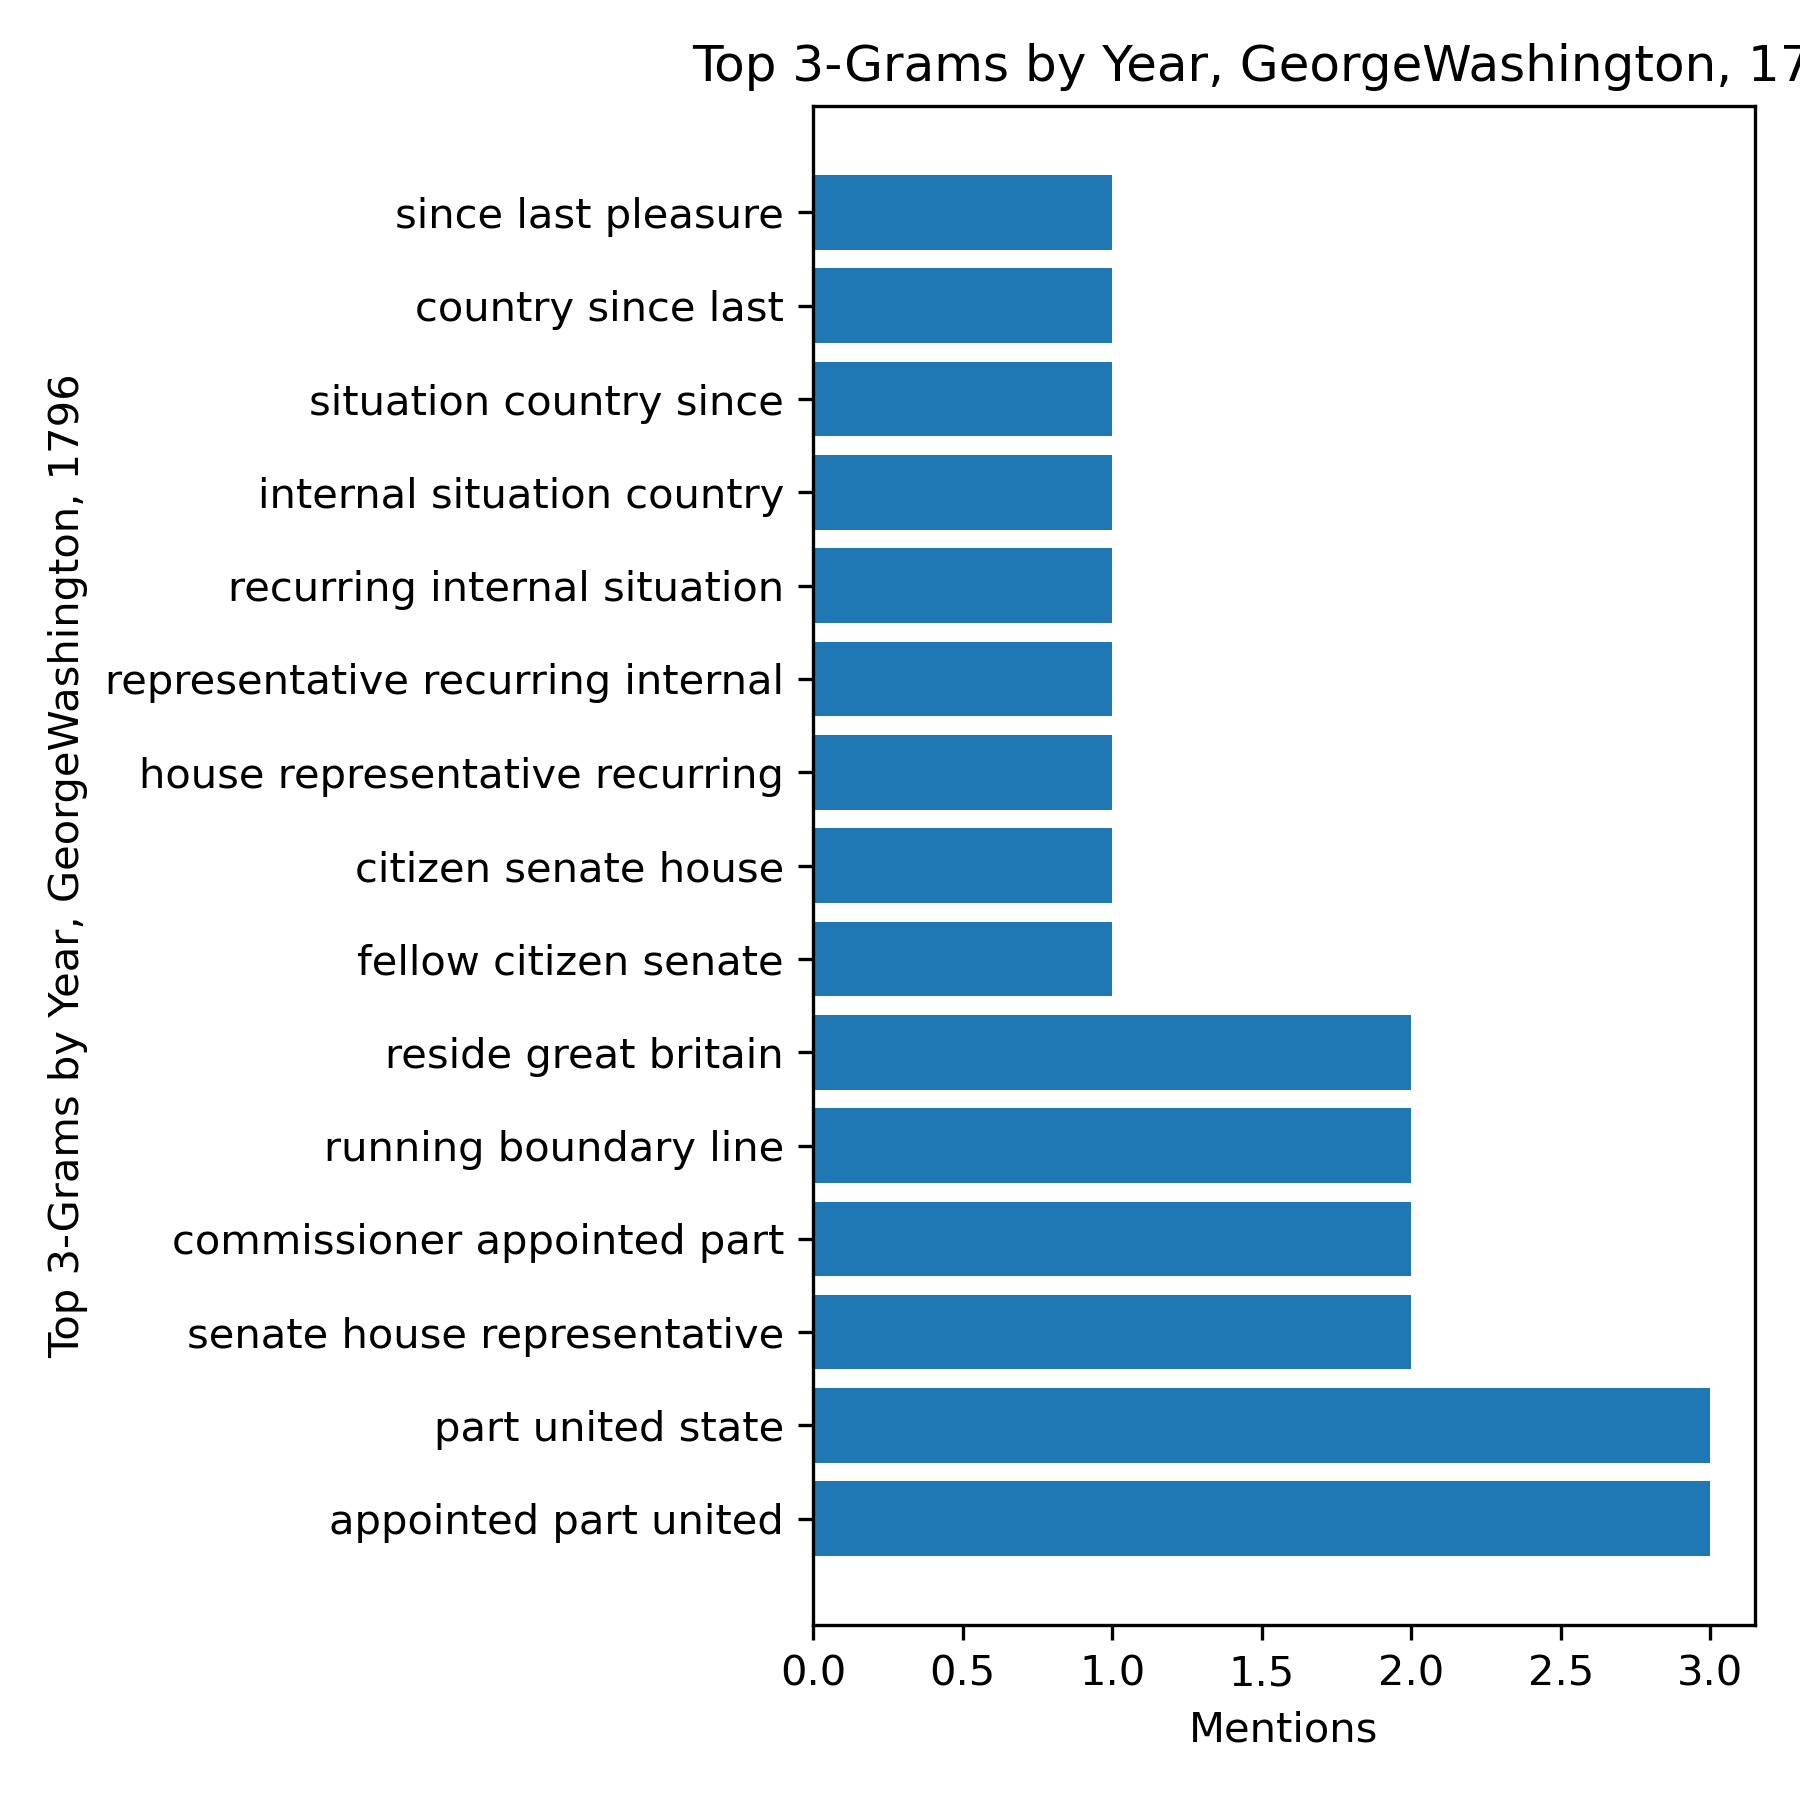 Top 3-Grams by Year, GeorgeWashington, 17
since last pleasure
country since last
situation country since
internal situation country
recurring internal situation
representative recurring internal
house representative recurring
citizen senate house
fellow citizen senate
reside great britain
running boundary line
commissioner appointed part
senate house representative
part united state
appointed part united
Top 3-Grams by Year, GeorgeWashington, 1796
0.0 0.5 1.0 1.5 2.0 2.5 3.0
Mentions